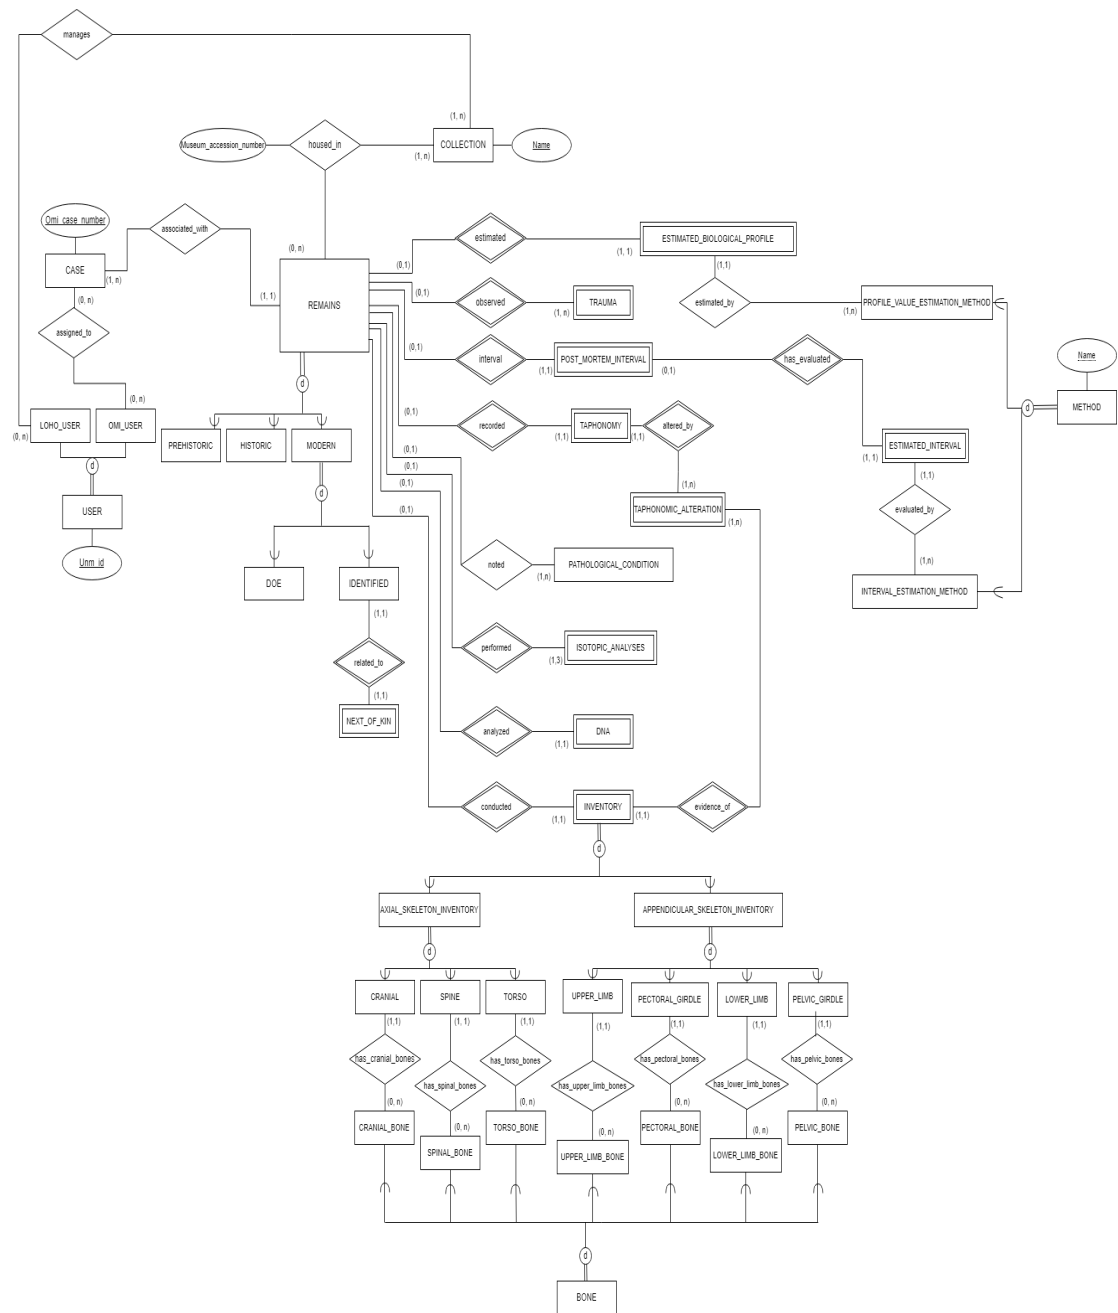 manages
(1, n)
Museum_accession_number
housed_in
COLLECTION
Name
(1, n)
Omi_case_number
associated_with
estimated
ESTIMATED_BIOLOGICAL_PROFILE
(0, n)
(0,1)
(1, 1)
(1,1)
CASE
(1, n)
(1, 1)
(0, n)
REMAINS
(0,1)
observed
TRAUMA
(1, n)
estimated_by
PROFILE_VALUE_ESTIMATION_METHOD
(1,n)
assigned_to
(0,1)
interval
POST_MORTEM_INTERVAL
(1,1)
(0,1)
has_evaluated
Name
d
(0, n)
METHOD
d
LOHO_USER
OMI_USER
(0, n)
PREHISTORIC
HISTORIC
MODERN
(0,1)
recorded
TAPHONOMY
(1,1)
(1,1)
altered_by
ESTIMATED_INTERVAL
(1, 1)
(0,1)
(0,1)
(0,1)
(0,1)
d
d
(1,1)
(1,n)
USER
TAPHONOMIC_ALTERATION
(1,n)
evaluated_by
Unm_id
DOE
IDENTIFIED
noted
PATHOLOGICAL_CONDITION
(1,n)
(1,n)
INTERVAL_ESTIMATION_METHOD
(1,1)
related_to
performed
ISOTOPIC_ANALYSES
(1,3)
(1,1)
NEXT_OF_KIN
analyzed
DNA
(1,1)
conducted
INVENTORY
evidence_of
(1,1)
(1,1)
d
AXIAL_SKELETON_INVENTORY
APPENDICULAR_SKELETON_INVENTORY
d
d
CRANIAL
SPINE
TORSO
UPPER_LIMB
PECTORAL_GIRDLE
LOWER_LIMB
PELVIC_GIRDLE
(1,1)
(1, 1)
(1,1)
(1,1)
(1,1)
(1,1)
(1,1)
has_cranial_bones
has_spinal_bones
has_torso_bones
has_upper_limb_bones
has_pectoral_bones
has_lower_limb_bones
has_pelvic_bones
(0, n)
(0, n)
(0, n)
(0, n)
(0, n)
(0, n)
(0, n)
CRANIAL_BONE
SPINAL_BONE
TORSO_BONE
UPPER_LIMB_BONE
PECTORAL_BONE
LOWER_LIMB_BONE
PELVIC_BONE
d
BONE